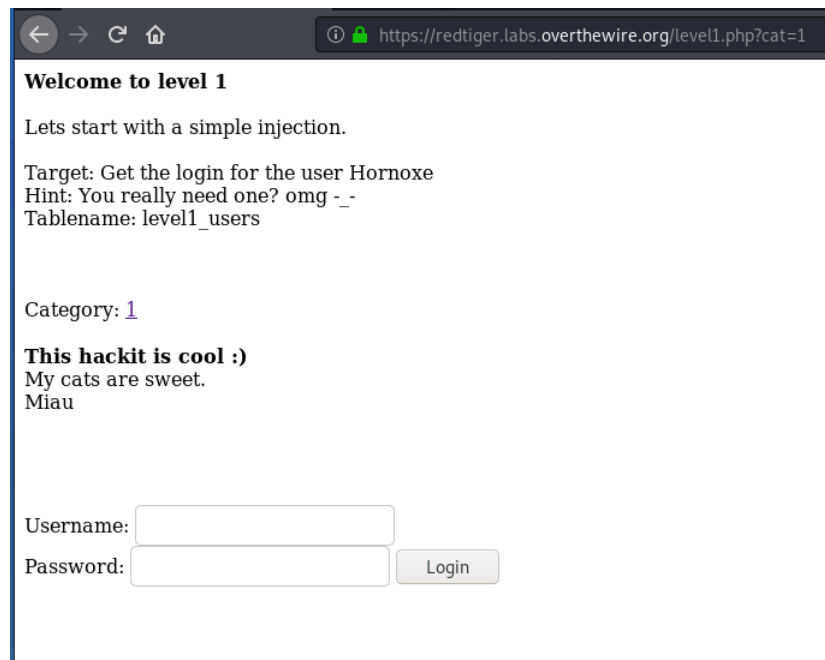 https://redtiger.labs.overthewire.org/level1.php?cat=1
Welcome to level 1
Lets start with a simple injection.
Target: Get the login for the user Hornoxe
Hint: You really need one? omg -_-
Tablename: level1_users
Category: 1
This hackit is cool :)
My cats are sweet.
Miau
Username:
Password:
Login